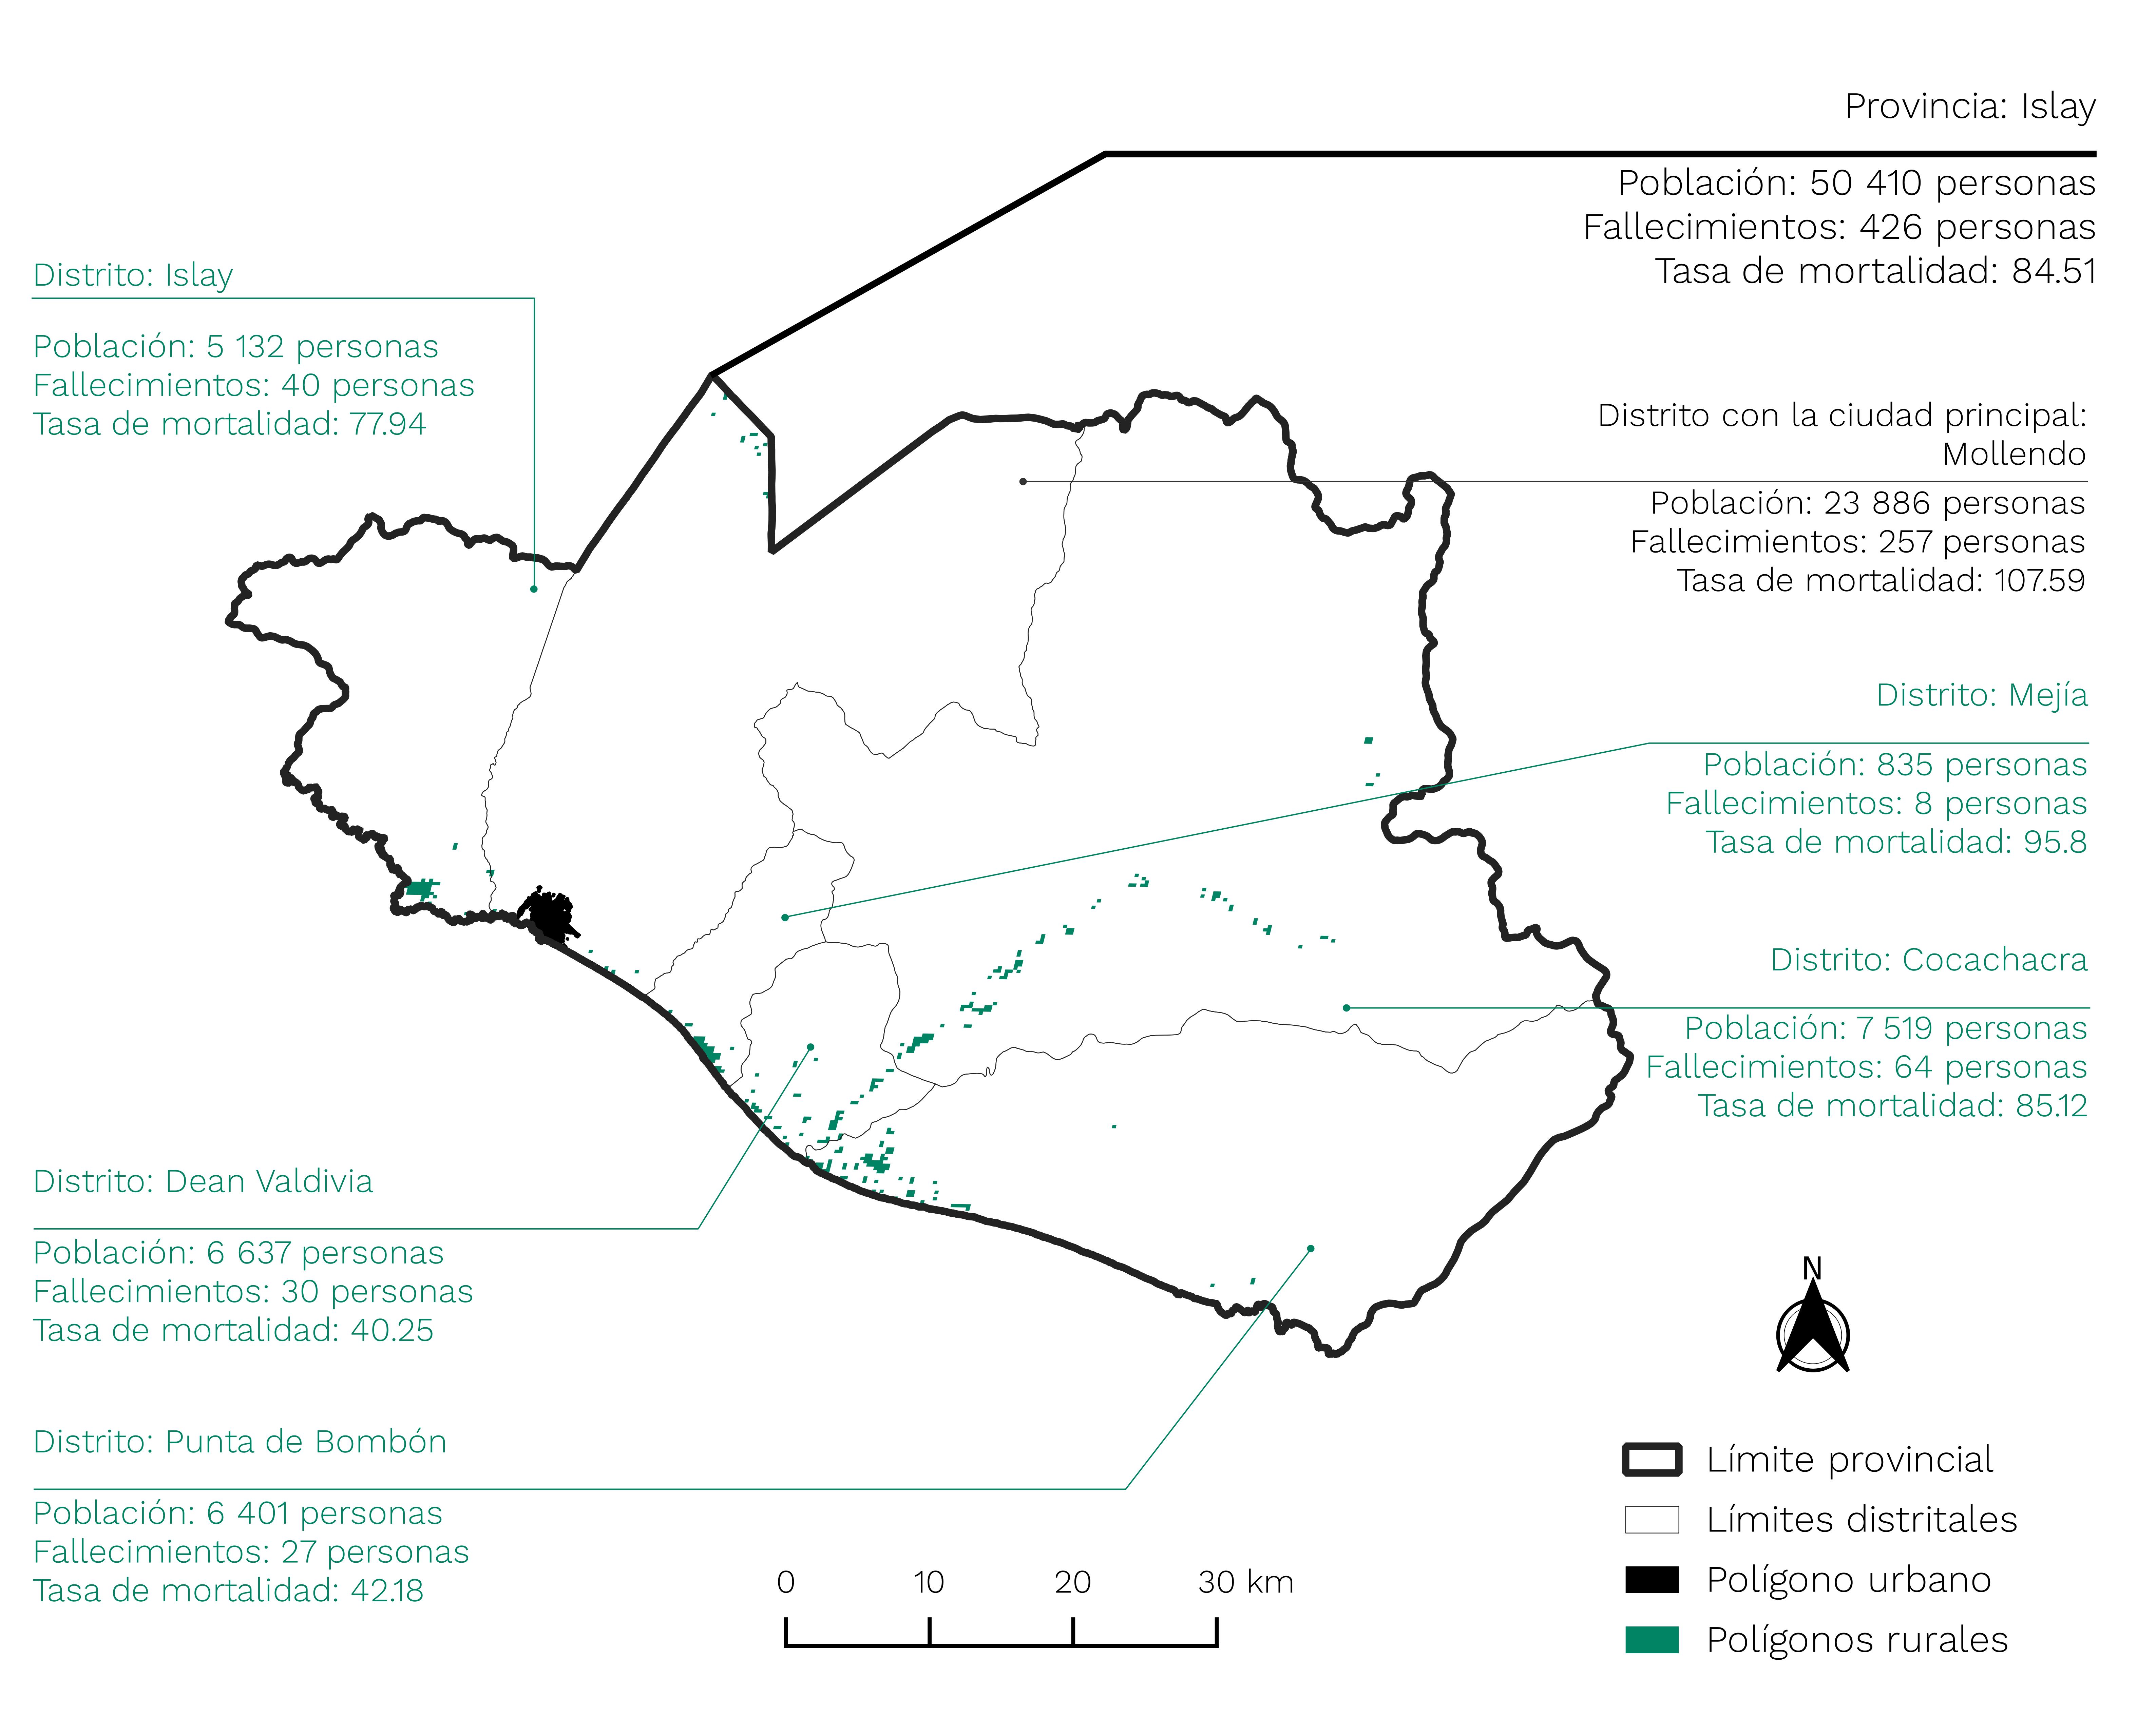 Provincia: Islay
Población: 50 410 personas
Fallecimientos: 426 personas
Tasa de mortalidad: 84.51
Distrito: Islay
Población: 5 132 personas
Fallecimientos: 40 personas
Tasa de mortalidad: 77.94
Distrito con la ciudad principal:
Mollendo
Población: 23 886 personas
Fallecimientos: 257 personas
Tasa de mortalidad: 107.59
Distrito: Mejía
Población: 835 personas
Fallecimientos: 8 personas
Tasa de mortalidad: 95.8
Distrito: Cocachacra
Población: 7 519 personas
Fallecimientos: 64 personas
Tasa de mortalidad: 85.12
Distrito: Dean Valdivia
Población: 6 637 personas
Fallecimientos: 30 personas
Tasa de mortalidad: 40.25
Distrito: Punta de Bombón
Población: 6 401 personas
Fallecimientos: 27 personas
Tasa de mortalidad: 42.18
N
Límite provincial
Límites distritales
Polígono urbano
Polígonos rurales
0 10 20 30 km